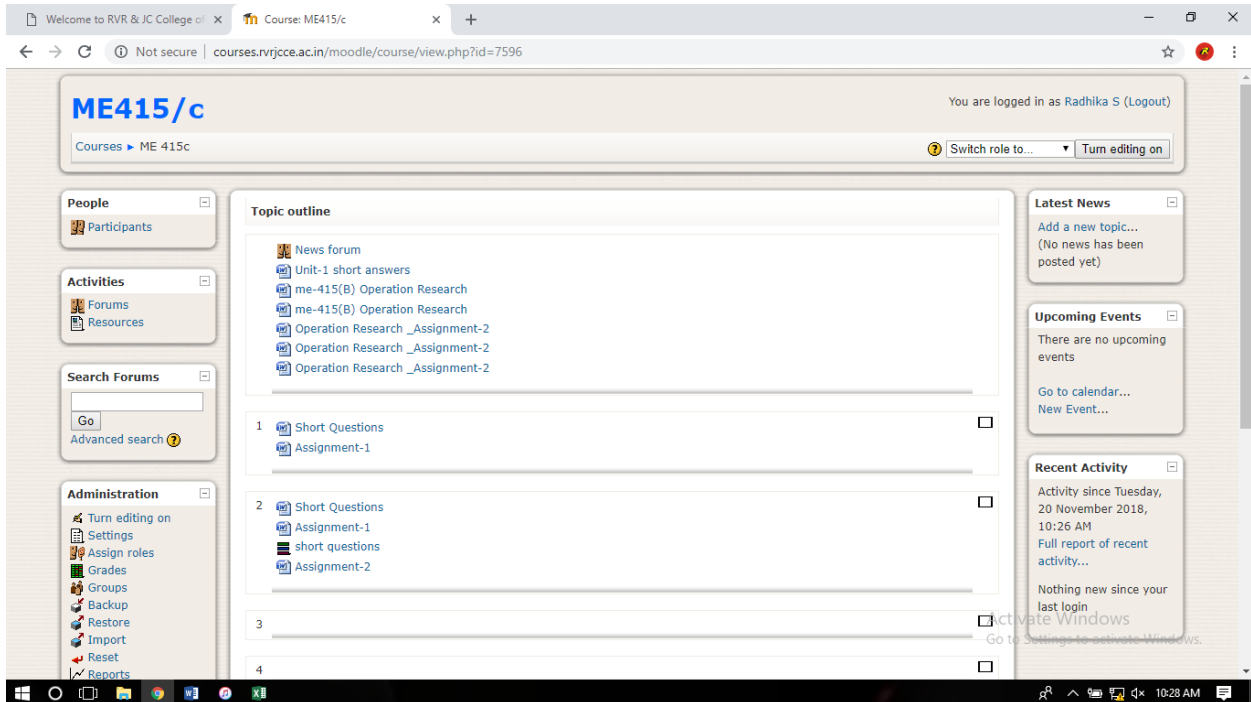 Welcome to RVR & JC College of
Course: ME415/c
Not secure | courses.rvrjcce.ac.in/moodle/course/view.php?id=7596
ME415/c
You are logged in as Radhika S (Logout)
Courses ► ME 415c
Switch role to...
Turn editing on
People
Participants
Activities
Forums
Resources
Search Forums
Go
Advanced search
Administration
Turn editing on
Settings
Assign roles
Grades
Groups
Backup
Restore
Import
Reset
Reports
Topic outline
News forum
Unit-1 short answers
me-415(B) Operation Research
me-415(B) Operation Research
Operation Research _Assignment-2
Operation Research _Assignment-2
Operation Research _Assignment-2
1 Short Questions
Assignment-1
2 Short Questions
Assignment-1
short questions
Assignment-2
3
4
Latest News
Add a new topic...
(No news has been
posted yet)
Upcoming Events
There are no upcoming
events
Go to calendar...
New Event...
Recent Activity
Activity since Tuesday,
20 November 2018,
10:26 AM
Full report of recent
activity...
Nothing new since your
last login
Activate Windows
Go to Settings to activate Windows.
10:28 AM